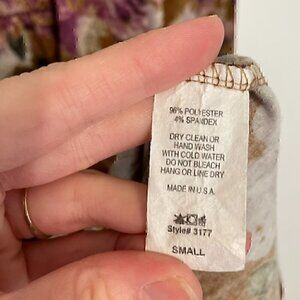 96% POLYESTER
4% SPANDEX
DRY CLEAN OR
HAND WASH
WITH COLD WATER
DO NOT BLEACH
HANG OR LINE DRY
MADE IN U.S.A.
Style# 3177
SMALL